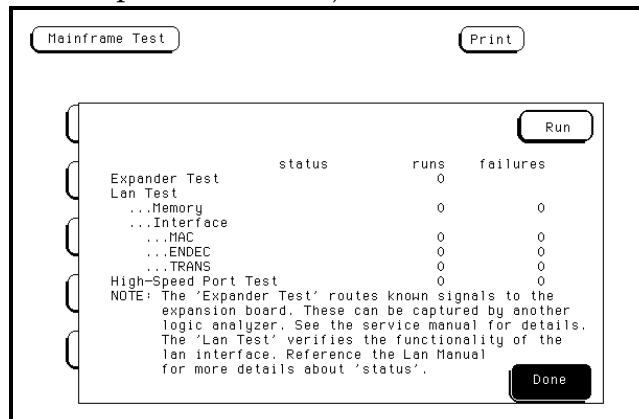 Mainframe Test Print
Run
status runs failures
Expander Test 0
Lan Test
...Memory 0 0
...Interface
...MAC 0 0
...ENDEC 0 0
...TRANS 0 0
High-Speed Port Test 0 0
NOTE: The 'Expander Test' routes known signals to the
expansion board. These can be captured by another
logic analyzer. See the service manual for details.
The 'Lan Test' verifies the functionality of the
lan interface. Reference the Lan Manual
for more details about 'status'.
Done